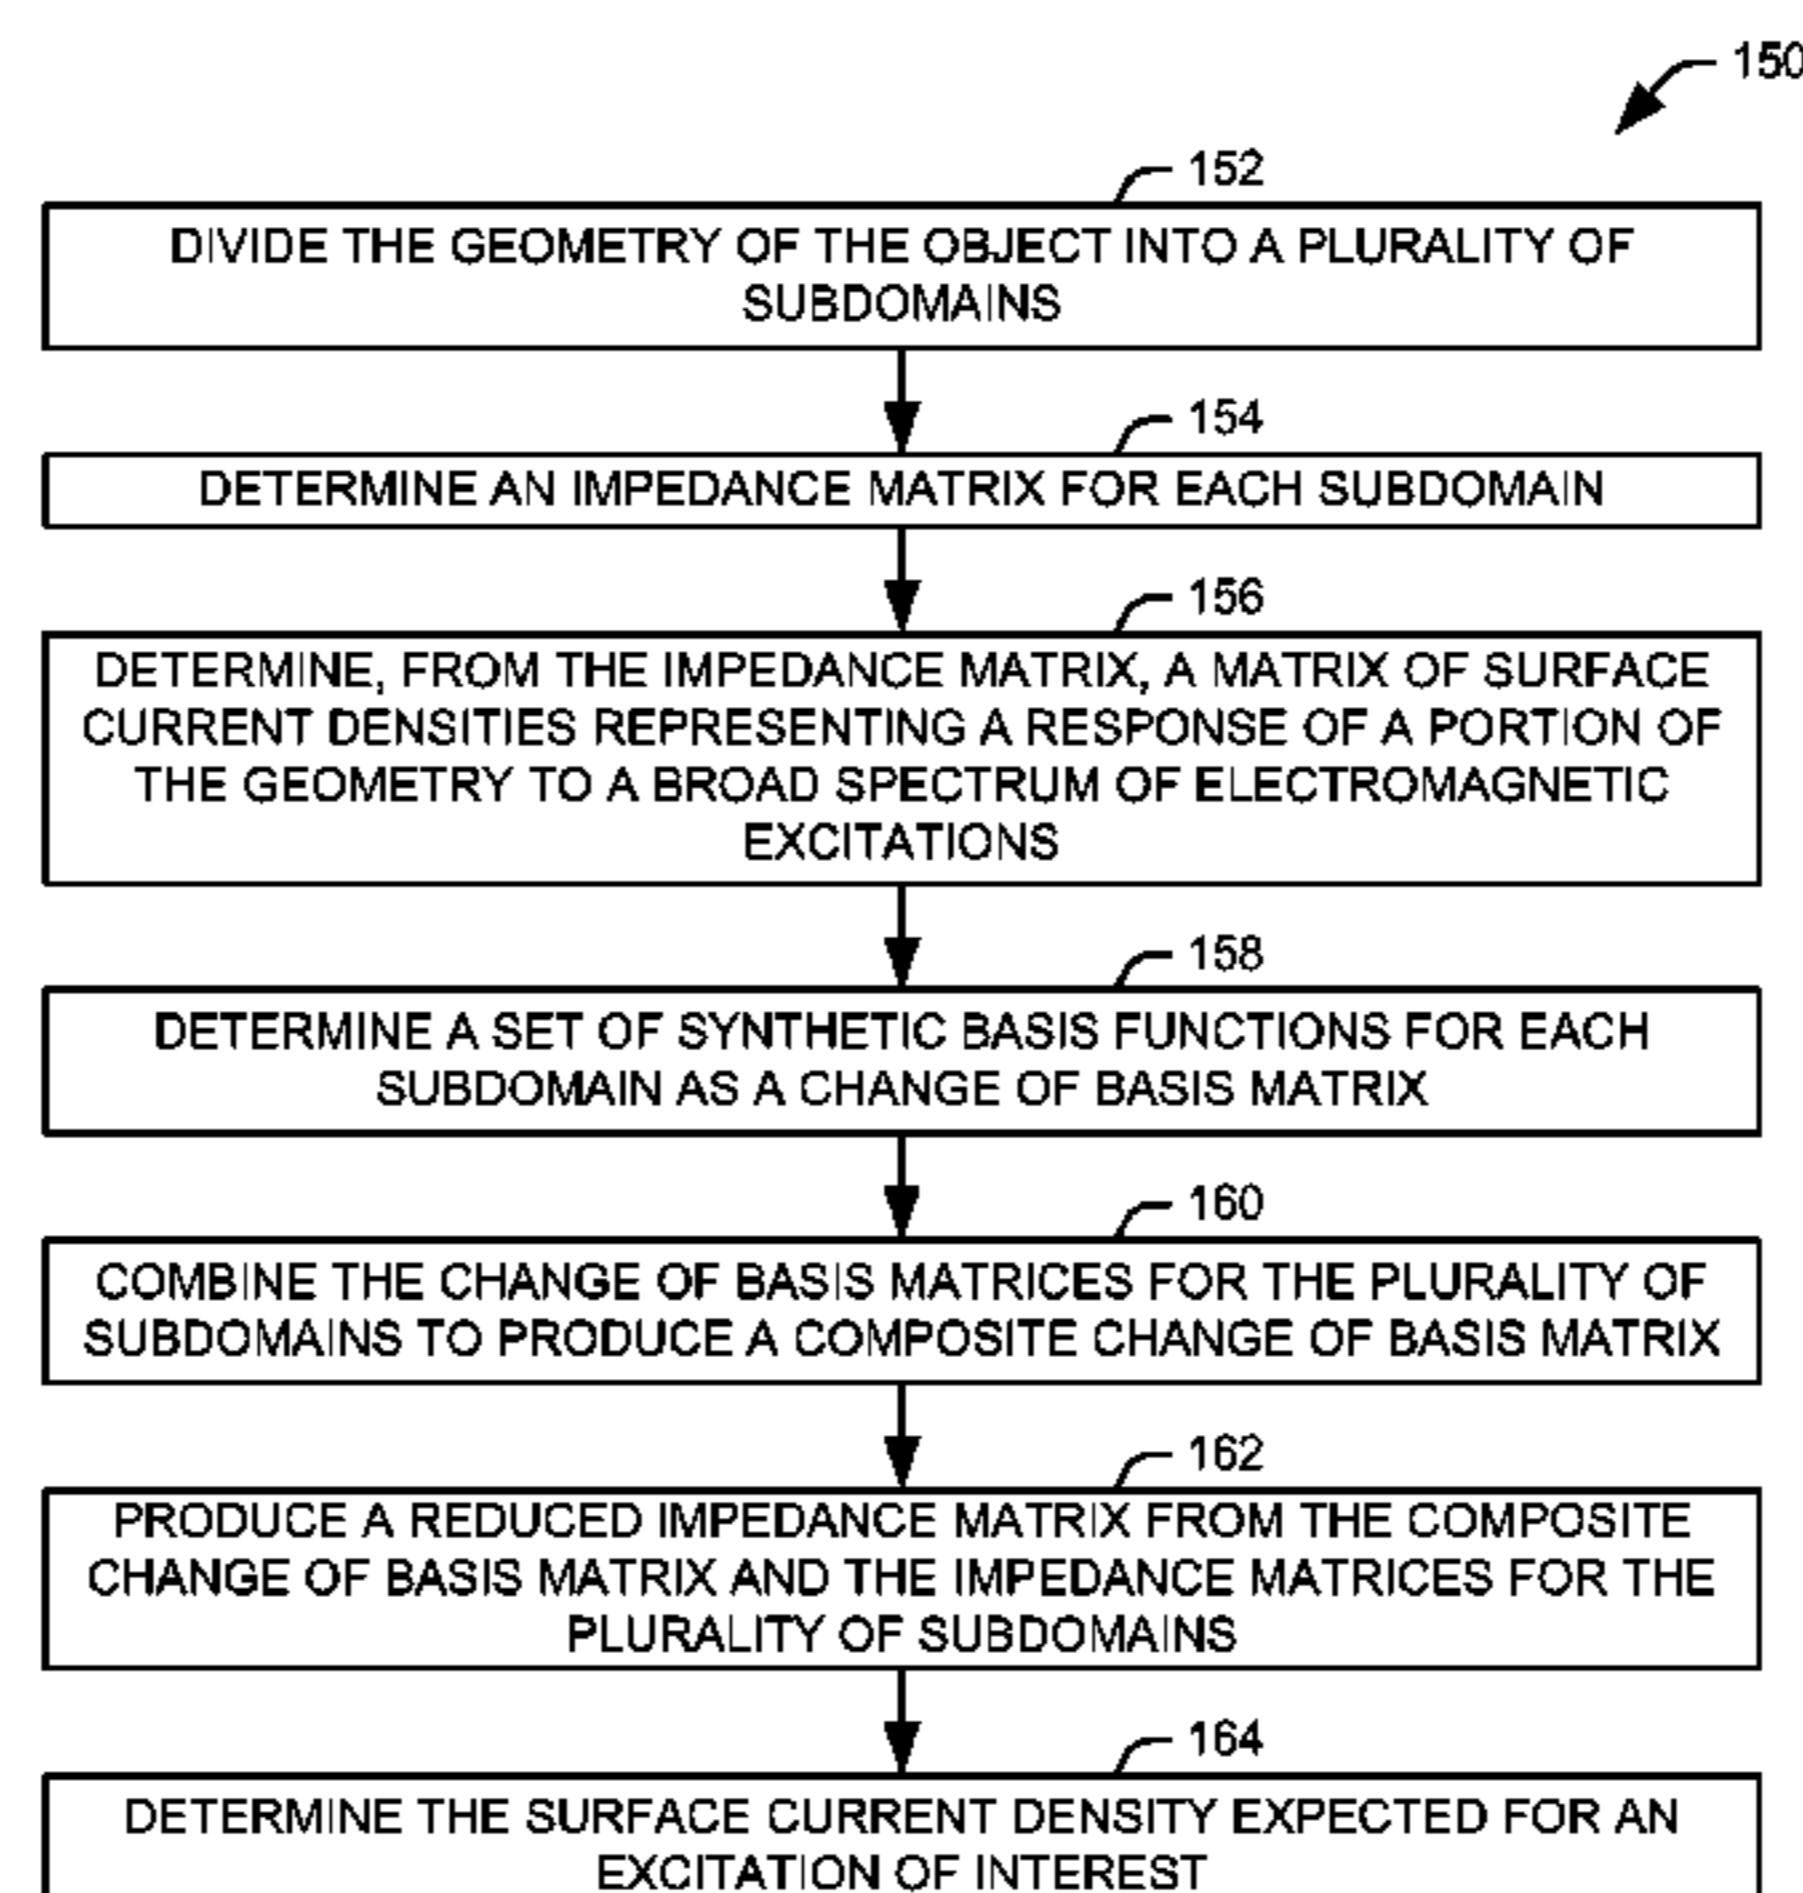 150
152
DIVIDE THE GEOMETRY OF THE OBJECT INTO A PLURALITY OF
SUBDOMAINS
154
DETERMINE AN IMPEDANCE MATRIX FOR EACH SUBDOMAIN
156
DETERMINE, FROM THE IMPEDANCE MATRIX, A MATRIX OF SURFACE
CURRENT DENSITIES REPRESENTING A RESPONSE OF A PORTION OF
THE GEOMETRY TO A BROAD SPECTRUM OF ELECTROMAGNETIC
EXCITATIONS
158
DETERMINE A SET OF SYNTHETIC BASIS FUNCTIONS FOR EACH
SUBDOMAIN AS A CHANGE OF BASIS MATRIX
160
COMBINE THE CHANGE OF BASIS MATRICES FOR THE PLURALITY OF
SUBDOMAINS TO PRODUCE A COMPOSITE CHANGE OF BASIS MATRIX
162
PRODUCE A REDUCED IMPEDANCE MATRIX FROM THE COMPOSITE
CHANGE OF BASIS MATRIX AND THE IMPEDANCE MATRICES FOR THE
PLURALITY OF SUBDOMAINS
164
DETERMINE THE SURFACE CURRENT DENSITY EXPECTED FOR AN
EXCITATION OF INTEREST